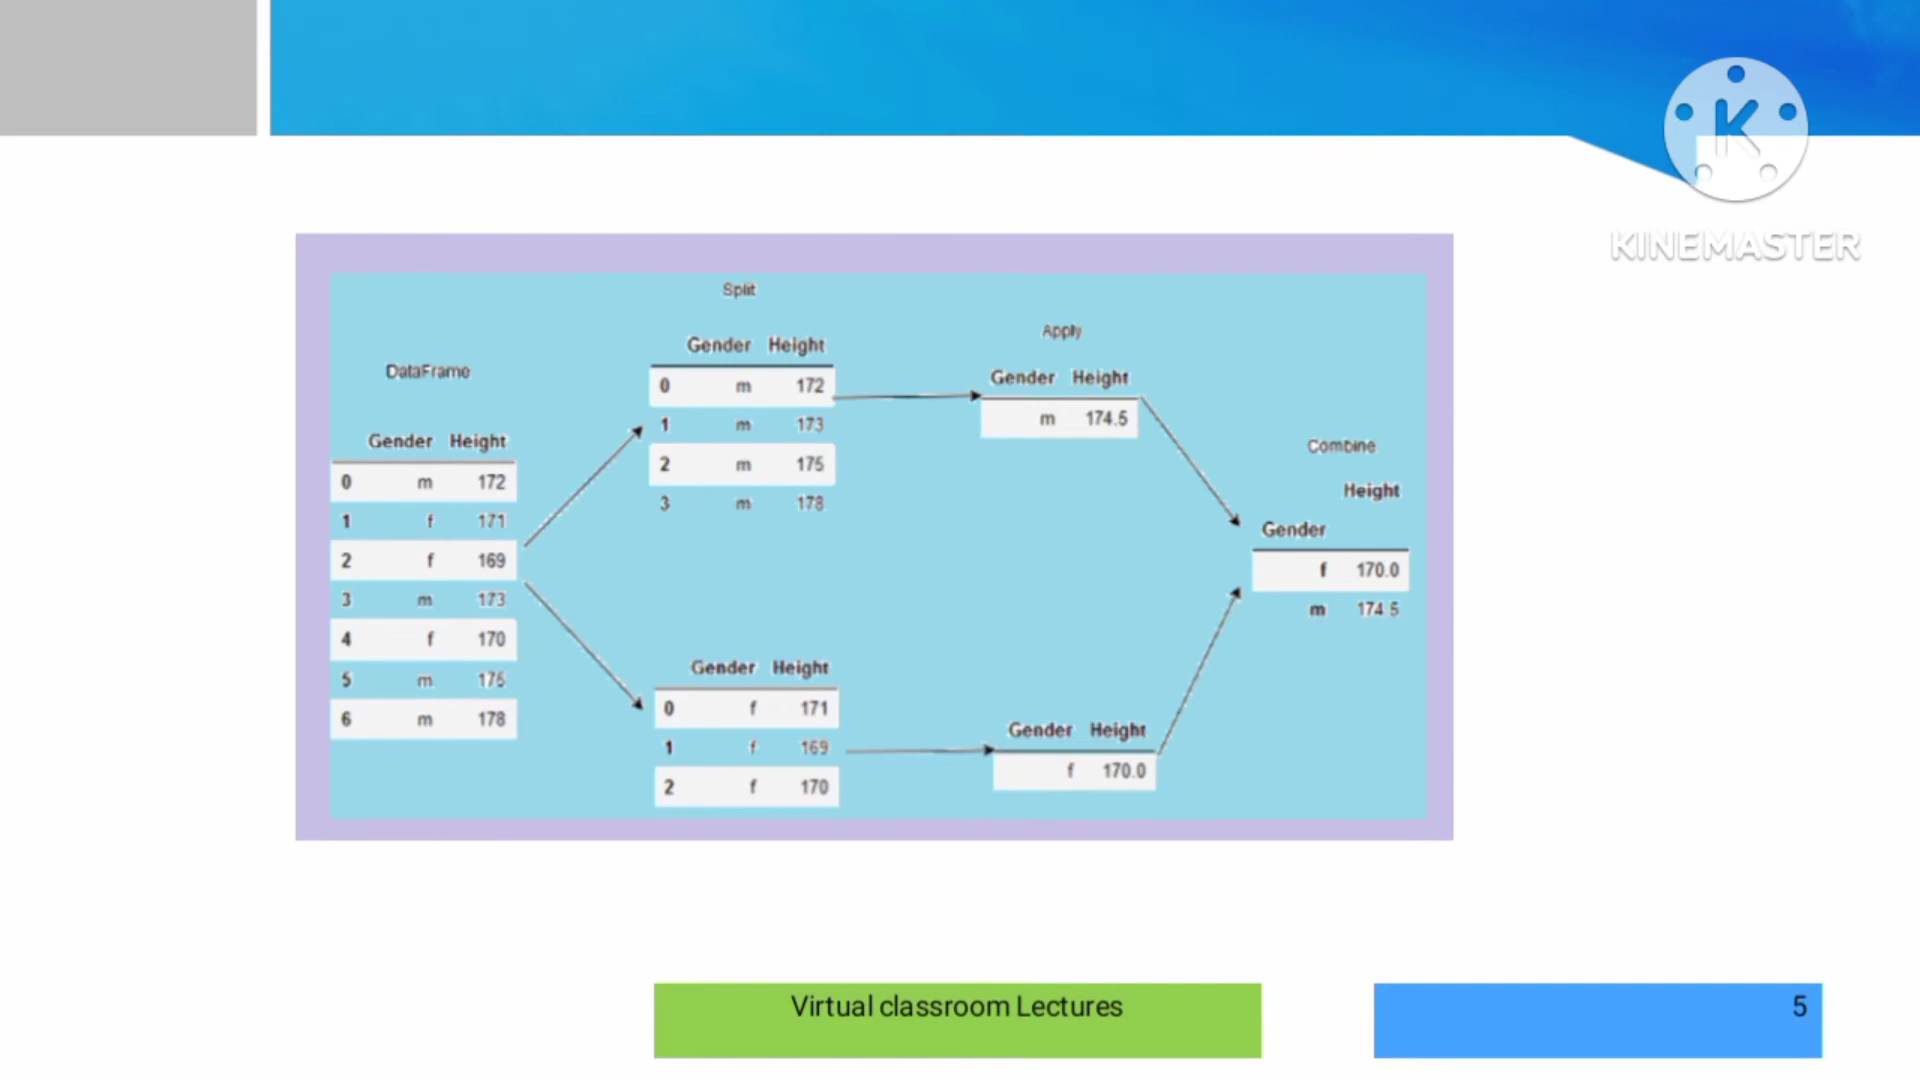 K
KINEMASTER
DataFrame
Gender Height
0 m 172
1 f 171
2 f 169
3 m 173
4 f 170
5 m 175
6 m 178
Split
Gender Height
0 m 172
1 m 173
2 m 175
3 m 178
Gender Height
0 f 171
1 f 169
2 f 170
Apply
Gender Height
m 174.5
Gender Height
f 170.0
Combine
Height
Gender
f 170.0
m 174.5
Virtual classroom Lectures
5